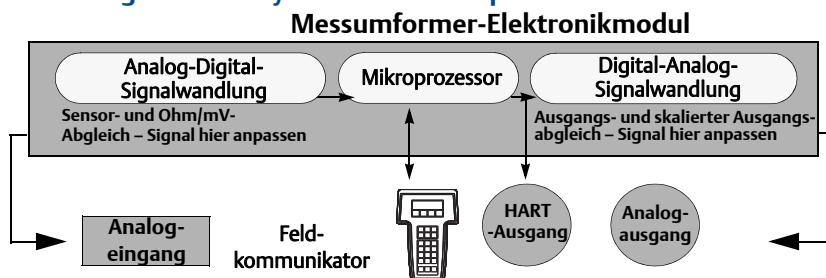 Messumformer-Elektronikmodul
Analog-Digital-
Signalwandlung
Mikroprozessor
Digital-Analog-
Signalwandlung
Sensor- und Ohm/mV-
Abgleich – Signal hier anpassen
Ausgangs- und skalierter Ausgangs-
abgleich – Signal hier anpassen
Analog-
eingang
Feld-
kommunikator
HART
-Ausgang
Analog-
ausgang